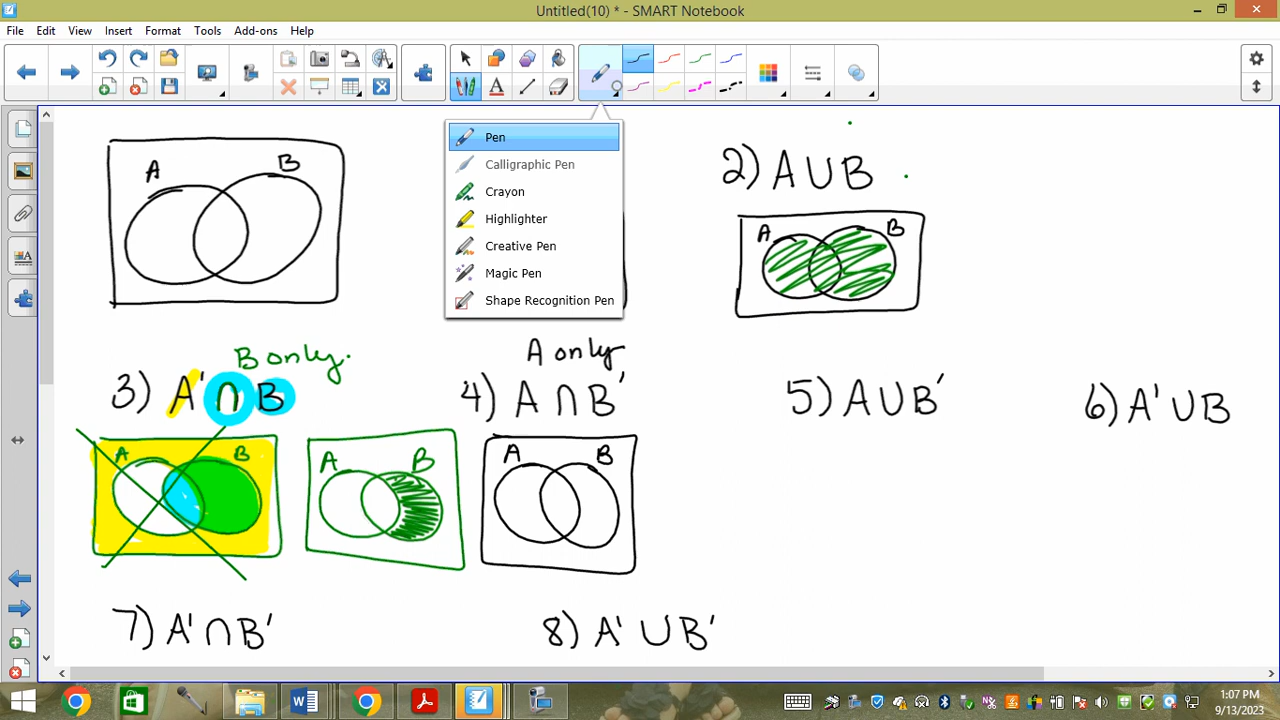 Untitled(10) * - SMART Notebook
File Edit View Insert Format Tools Add-ons Help
A
B
Pen
Calligraphic Pen
Crayon
Highlighter
Creative Pen
Magic Pen
Shape Recognition Pen
2) A∪B
A
B
B only.
3) A'∩B
A only
4) A∩B'
5) A∪B'
6) A'∪B
A
B
A
B
A
B
7) A'∩B'
8) A'∪B'
1:07 PM
9/13/2023